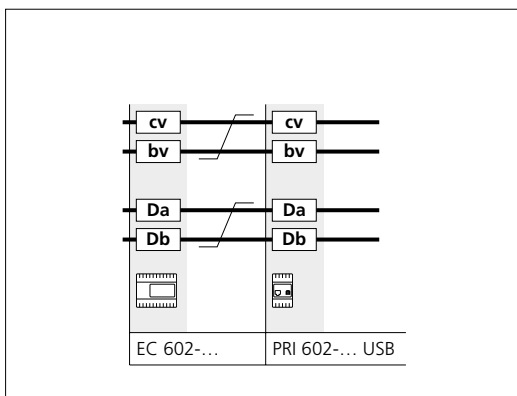 cv cv
bv bv
Da Da
Db Db
EC 602-... PRI 602-... USB